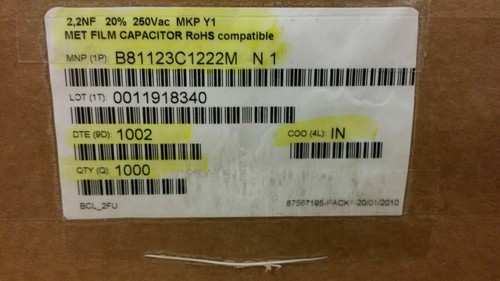 2,2NF 20% 250Vac MKP Y1
MET FILM CAPACITOR RoHS compatible
MNP (1P): B81123C1222M N 1
LOT (1T): 0011918340
DTE (9D): 1002
COO (4L): IN
QTY (Q): 1000
BCL_2FU 87567195-PACK1-20/01/2010